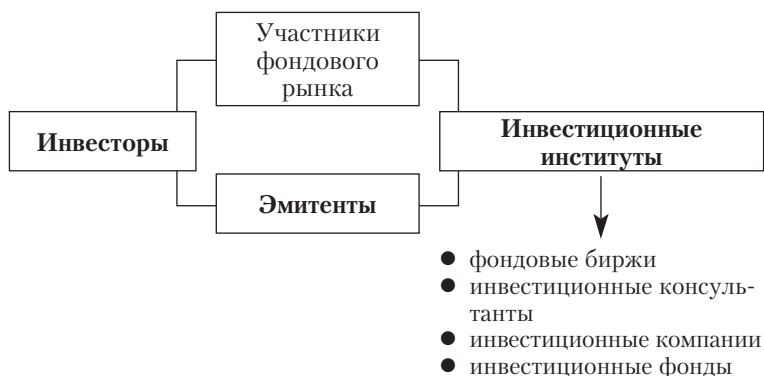 Участники
фондового
рынка
Инвесторы
Инвестиционные
институты
Эмитенты
● фондовые биржи
● инвестиционные консуль-
танты
● инвестиционные компании
● инвестиционные фонды